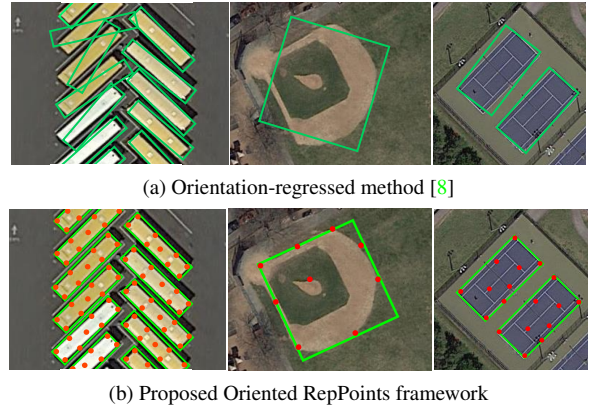 (a) Orientation-regressed method [8]
(b) Proposed Oriented RepPoints framework